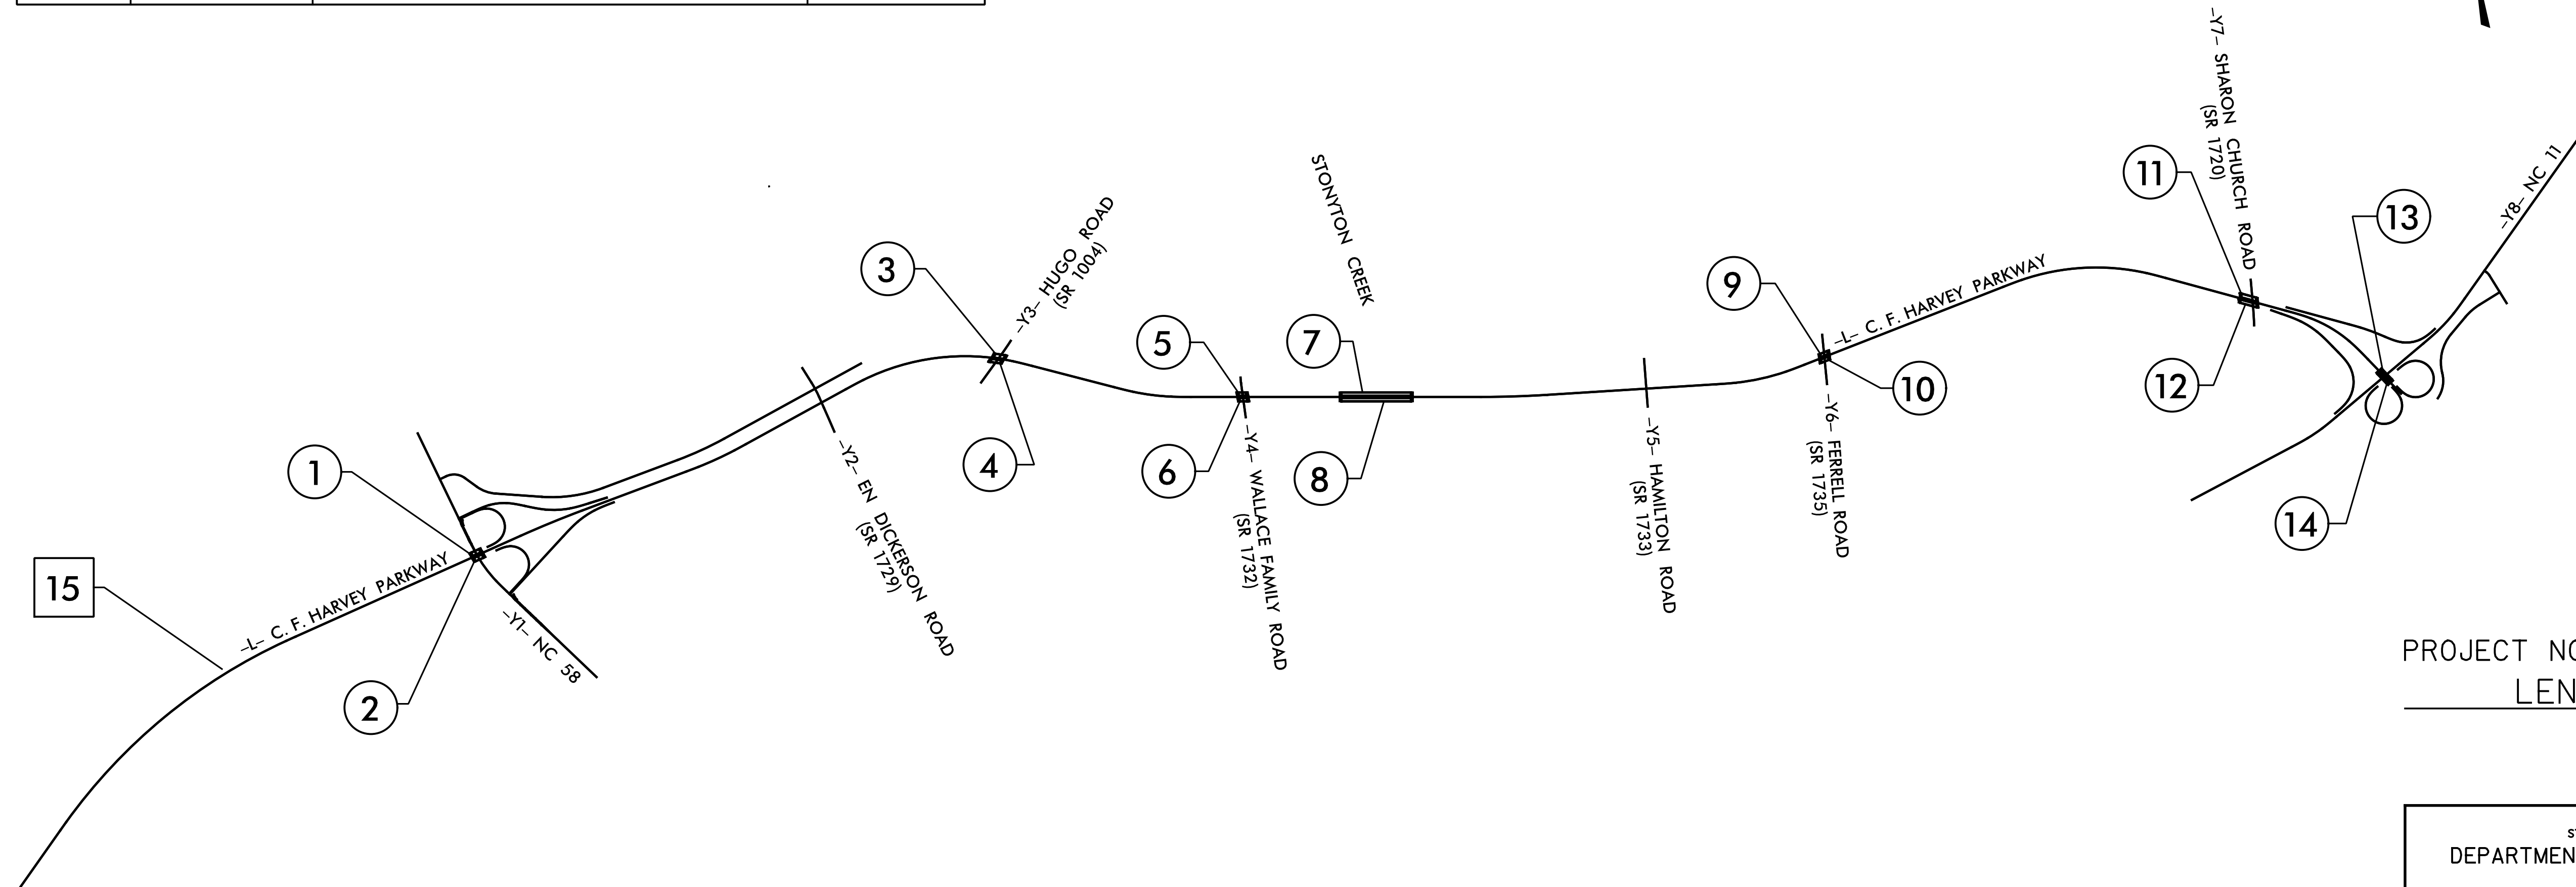 -Y7- SHARON CHURCH ROAD
(SR 1720)
STONYTON CREEK
11
-Y8- NC 11
13
-Y3- HUGO ROAD
(SR 1004)
3
9
-L- C. F. HARVEY PARKWAY
5
7
12
10
1
4
6
8
-Y4- WALLACE FAMILY ROAD
(SR 1732)
-Y5- HAMILTON ROAD
(SR 1733)
-Y6- FERRELL ROAD
(SR 1735)
-Y2- EN DICKERSON ROAD
(SR 1729)
14
15
-L- C. F. HARVEY PARKWAY
-Y1- NC 58
2
PROJECT NO
LEN
ST
DEPARTMEN